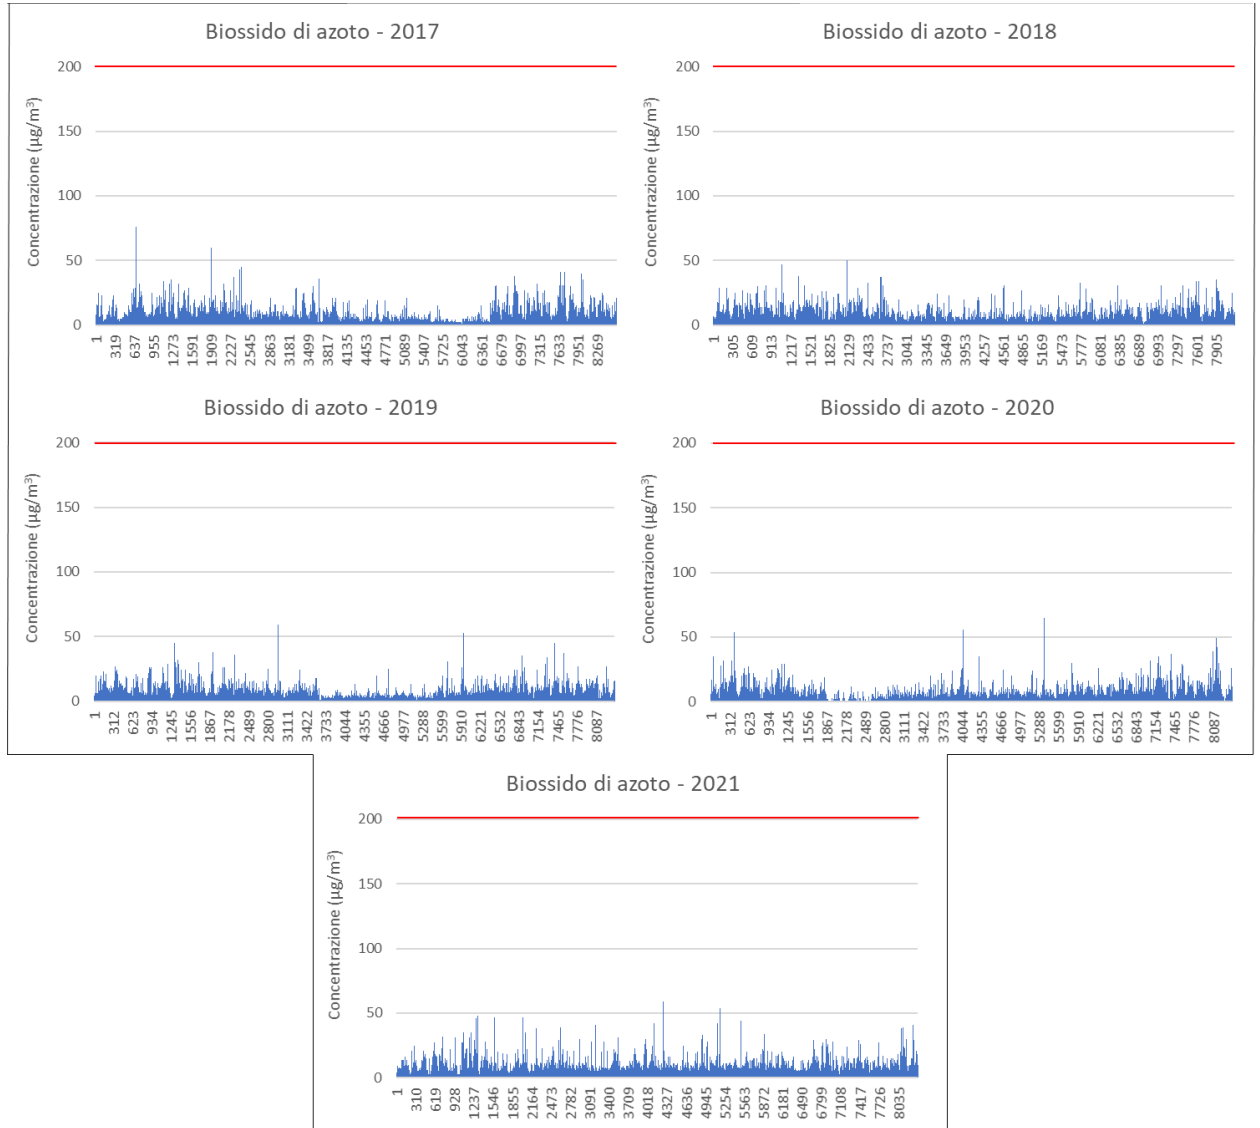 Biossido di azoto - 2017
Concentrazione (µg/m³)
200
150
100
50
0
1 319 637 955 1273 1591 1909 2227 2545 2863 3181 3499 3817 4135 4453 4771 5089 5407 5725 6043 6361 6679 6997 7315 7633 7951 8269
Biossido di azoto - 2018
Concentrazione (µg/m³)
200
150
100
50
0
1 305 609 913 1217 1521 1825 2129 2433 2737 3041 3345 3649 3953 4257 4561 4865 5169 5473 5777 6081 6385 6689 6993 7297 7601 7905
Biossido di azoto - 2019
Concentrazione (µg/m³)
200
150
100
50
0
1 312 623 934 1245 1556 1867 2178 2489 2800 3111 3422 3733 4044 4355 4666 4977 5288 5599 5910 6221 6532 6843 7154 7465 7776 8087
Biossido di azoto - 2020
Concentrazione (µg/m³)
200
150
100
50
0
1 312 623 934 1245 1556 1867 2178 2489 2800 3111 3422 3733 4044 4355 4666 4977 5288 5599 5910 6221 6532 6843 7154 7465 7776 8087
Biossido di azoto - 2021
Concentrazione (µg/m³)
200
150
100
50
0
1 310 619 928 1237 1546 1855 2164 2473 2782 3091 3400 3709 4018 4327 4636 4945 5254 5563 5872 6181 6490 6799 7108 7417 7726 8035